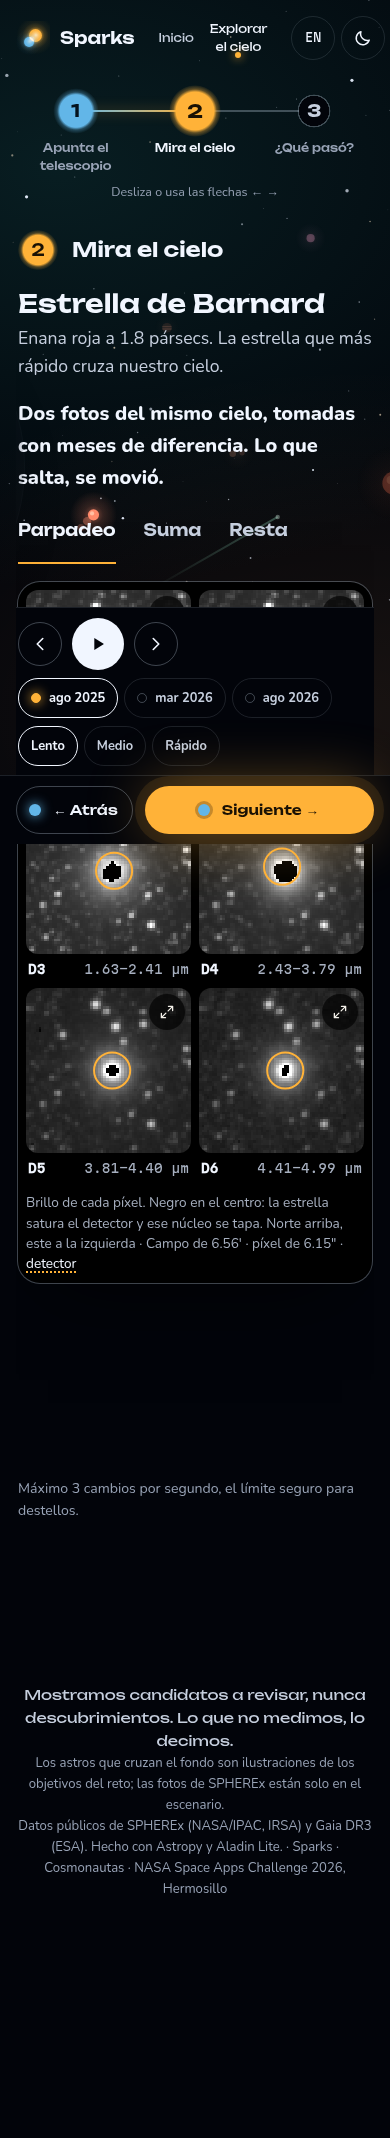 Sparks
Inicio
Explorar
el cielo
EN
1
2
3
Apunta el
telescopio
Mira el cielo
¿Qué pasó?
Desliza o usa las flechas ← →
2 Mira el cielo
Estrella de Barnard
Enana roja a 1.8 pársecs. La estrella que más
rápido cruza nuestro cielo.
Dos fotos del mismo cielo, tomadas
con meses de diferencia. Lo que
salta, se movió.
Parpadeo Suma Resta
ago 2025 mar 2026 ago 2026
Lento Medio Rápido
← Atrás Siguiente →
D3 1.63–2.41 µm D4 2.43–3.79 µm
D5 3.81–4.40 µm D6 4.41–4.99 µm
Brillo de cada píxel. Negro en el centro: la estrella
satura el detector y ese núcleo se tapa. Norte arriba,
este a la izquierda · Campo de 6.56' · píxel de 6.15" ·
detector
Máximo 3 cambios por segundo, el límite seguro para
destellos.
Mostramos candidatos a revisar, nunca
descubrimientos. Lo que no medimos, lo
decimos.
Los astros que cruzan el fondo son ilustraciones de los
objetivos del reto; las fotos de SPHEREx están solo en el
escenario.
Datos públicos de SPHEREx (NASA/IPAC, IRSA) y Gaia DR3
(ESA). Hecho con Astropy y Aladin Lite. · Sparks ·
Cosmonautas · NASA Space Apps Challenge 2026,
Hermosillo